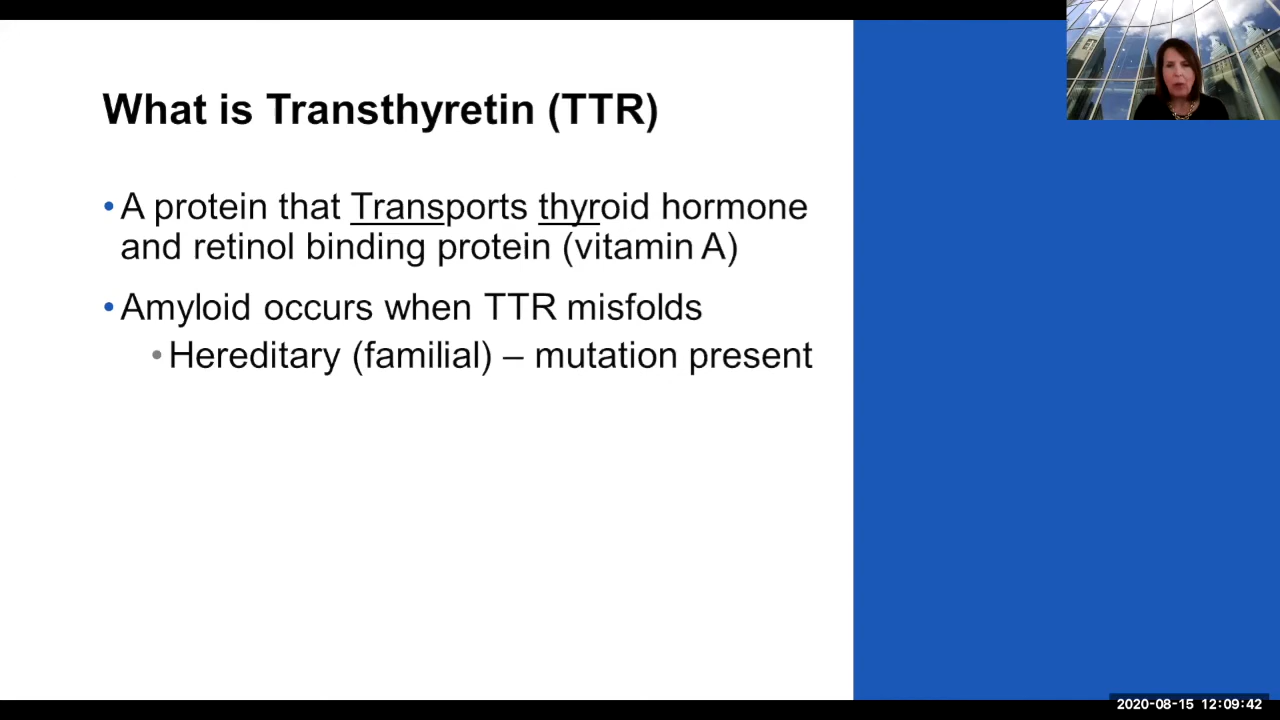 What is Transthyretin (TTR)
•A protein that Transports thyroid hormone
and retinol binding protein (vitamin A)
•Amyloid occurs when TTR misfolds
•Hereditary (familial) – mutation present
2020-08-15 12:09:42